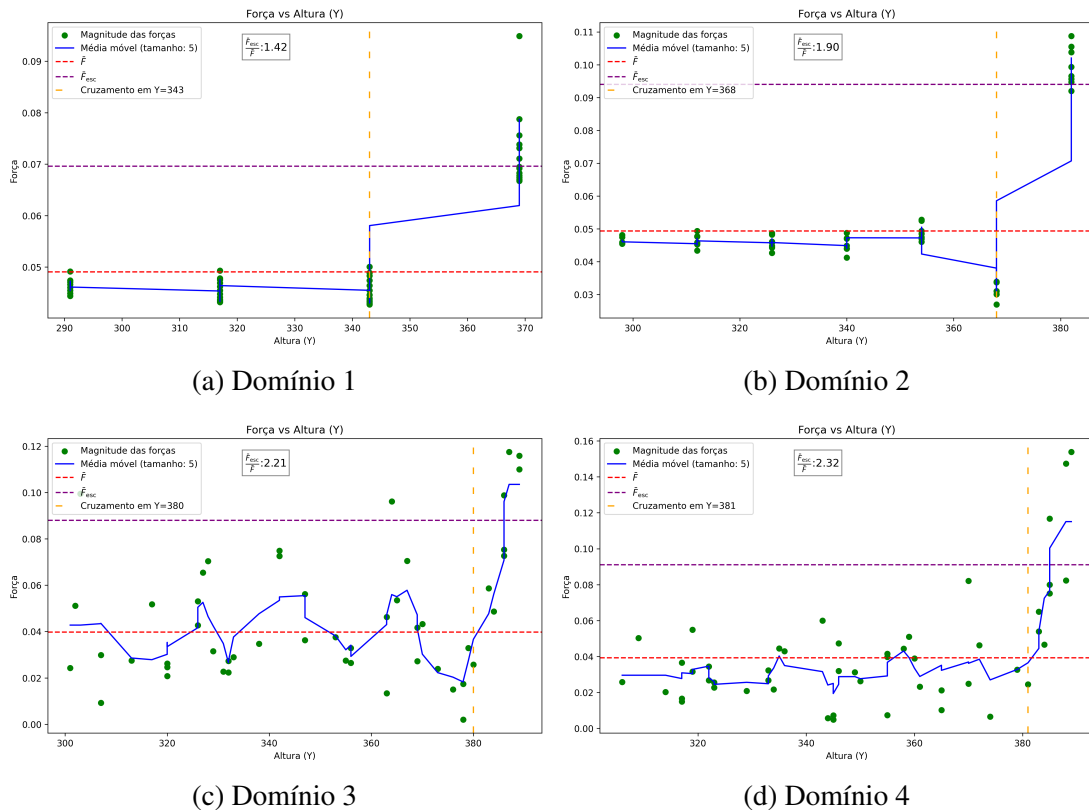 Força vs Altura (Y)
Magnitude das forças
Média móvel (tamanho: 5)
F̄
F̄esc
Cruzamento em Y=343
F̄esc/F̄:1.42
0.09
0.08
0.07
0.06
0.05
Força
290 300 310 320 330 340 350 360 370
Altura (Y)
(a) Domínio 1
Força vs Altura (Y)
Magnitude das forças
Média móvel (tamanho: 5)
F̄
F̄esc
Cruzamento em Y=368
F̄esc/F̄:1.90
0.11
0.10
0.09
0.08
0.07
0.06
0.05
0.04
0.03
Força
300 320 340 360 380
Altura (Y)
(b) Domínio 2
Força vs Altura (Y)
Magnitude das forças
Média móvel (tamanho: 5)
F̄
F̄esc
Cruzamento em Y=380
F̄esc/F̄:2.21
0.12
0.10
0.08
0.06
0.04
0.02
0.00
Força
300 320 340 360 380
Altura (Y)
(c) Domínio 3
Força vs Altura (Y)
Magnitude das forças
Média móvel (tamanho: 5)
F̄
F̄esc
Cruzamento em Y=381
F̄esc/F̄:2.32
0.16
0.14
0.12
0.10
0.08
0.06
0.04
0.02
0.00
Força
320 340 360 380
Altura (Y)
(d) Domínio 4